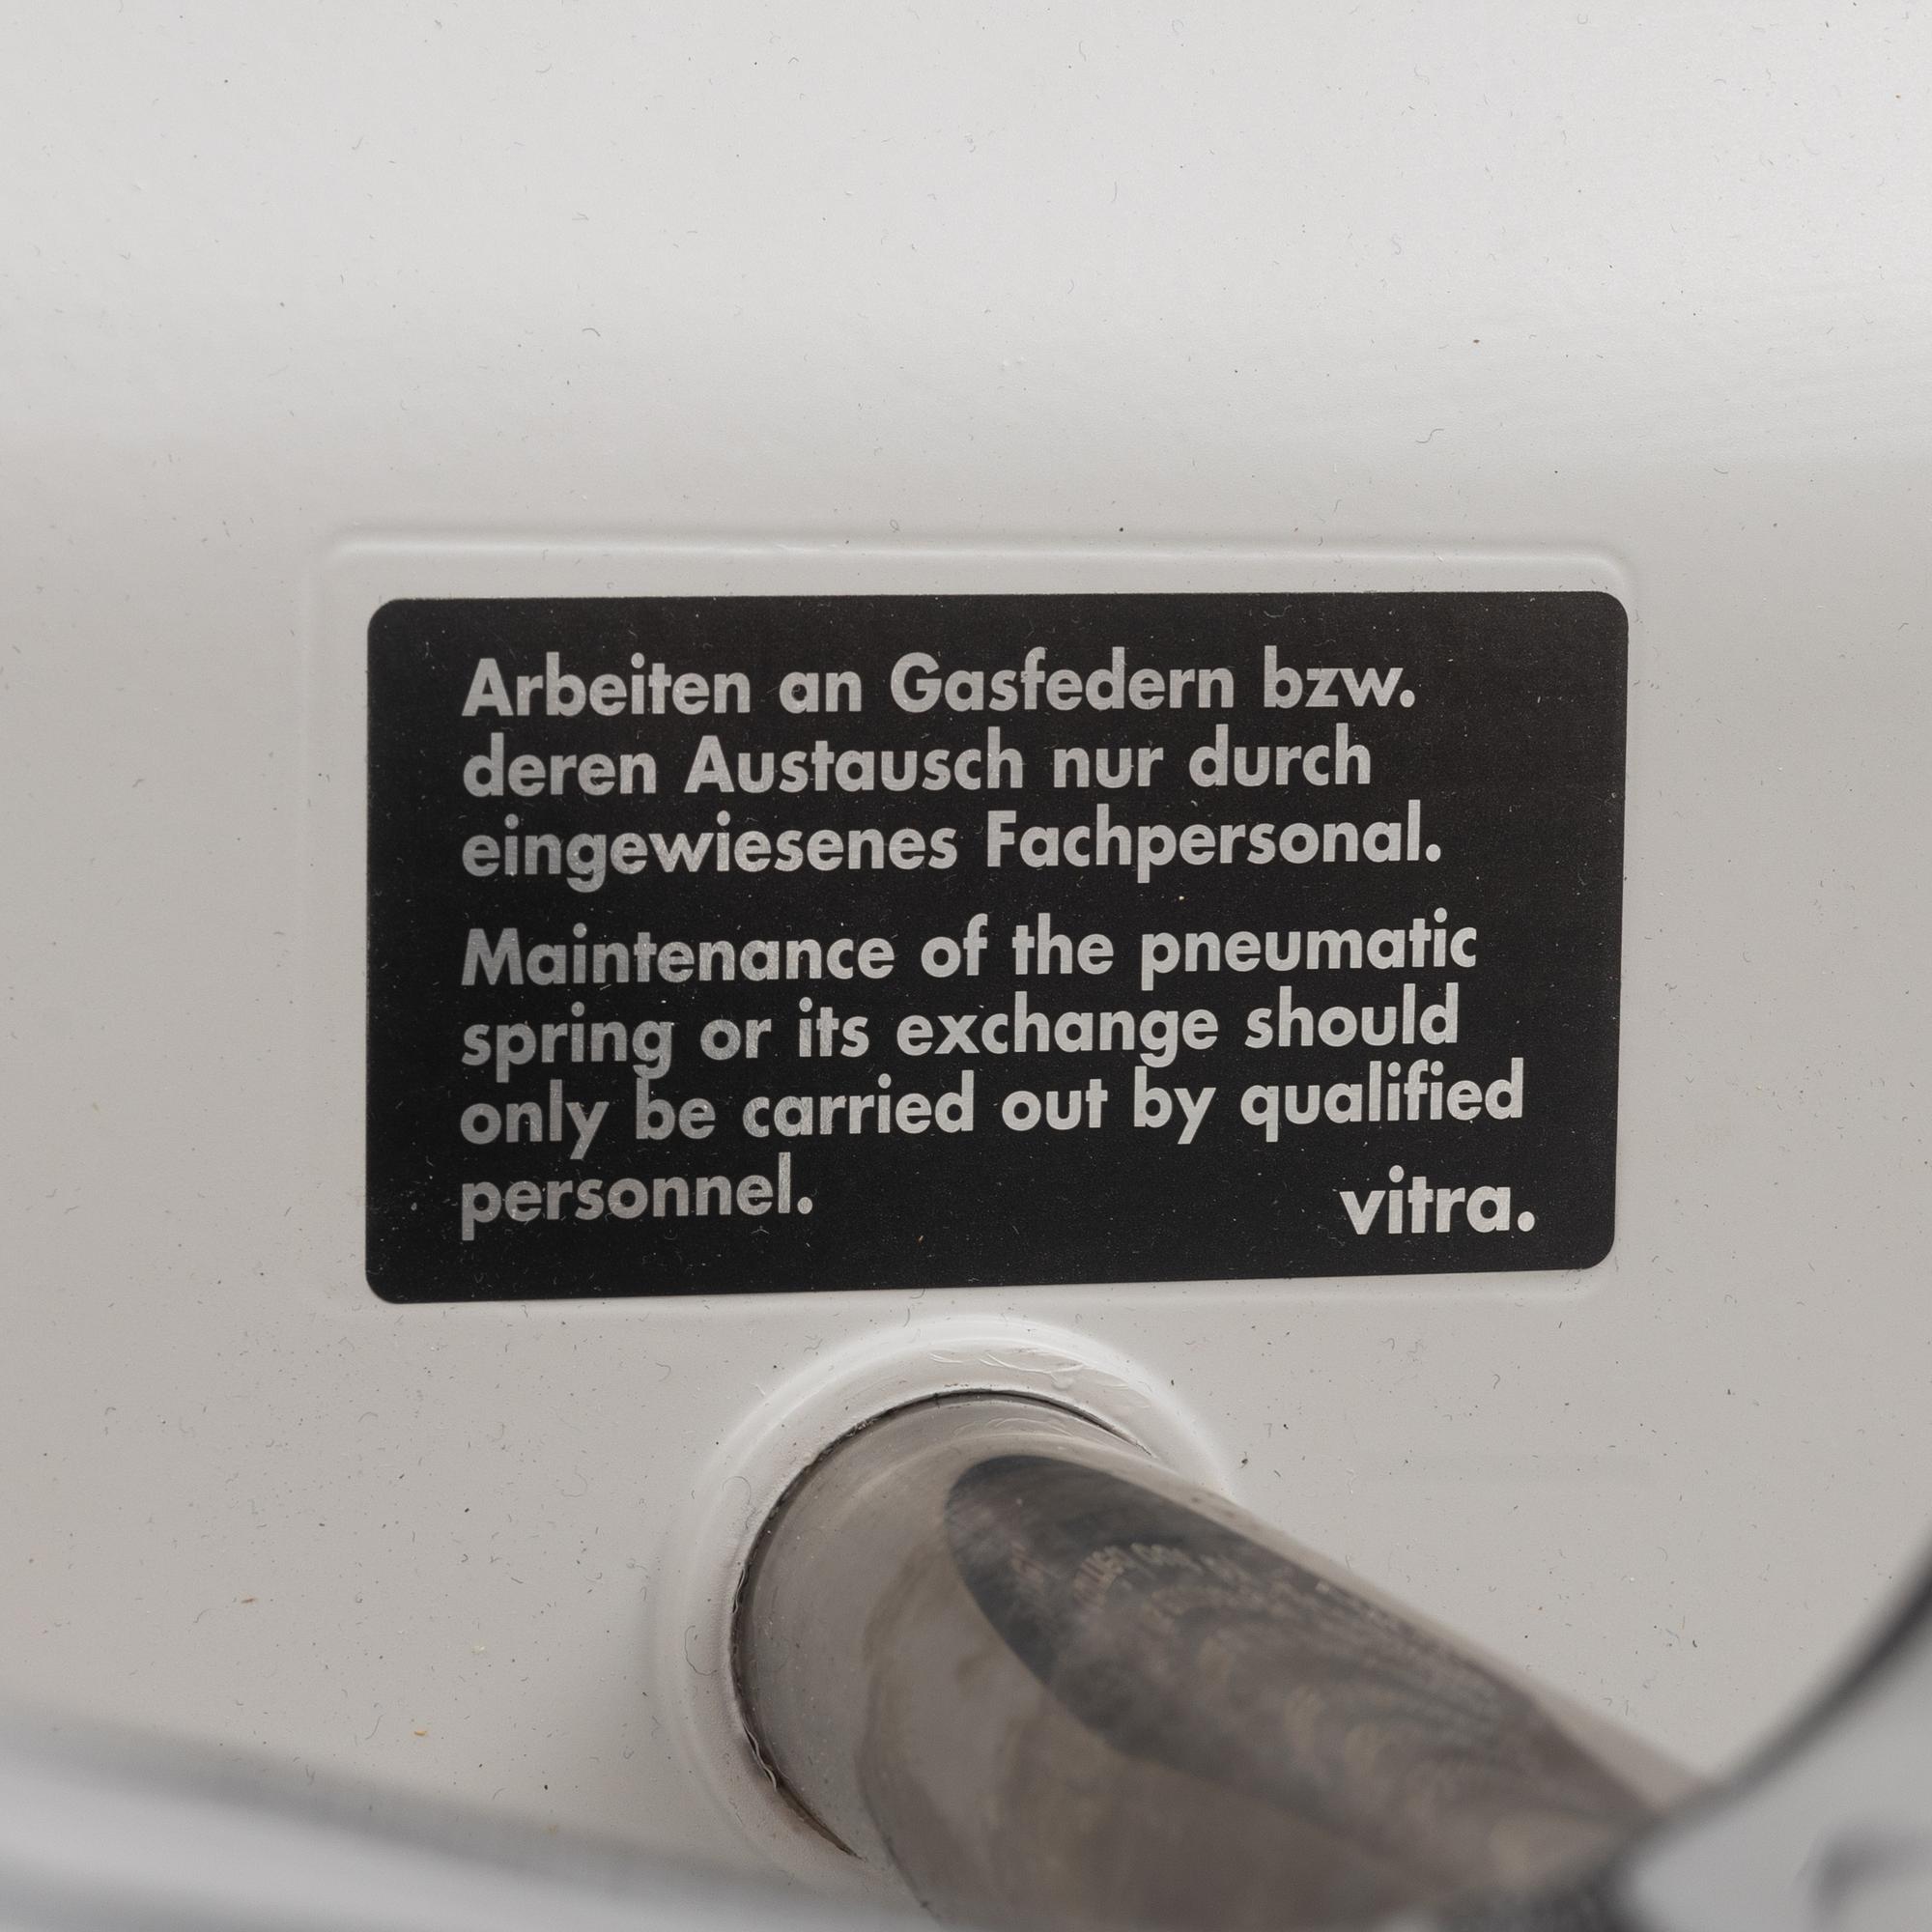 Arbeiten an Gasfedern bzw.
deren Austausch nur durch
eingewiesenes Fachpersonal.
Maintenance of the pneumatic
spring or its exchange should
only be carried out by qualified
personnel.
vitra.